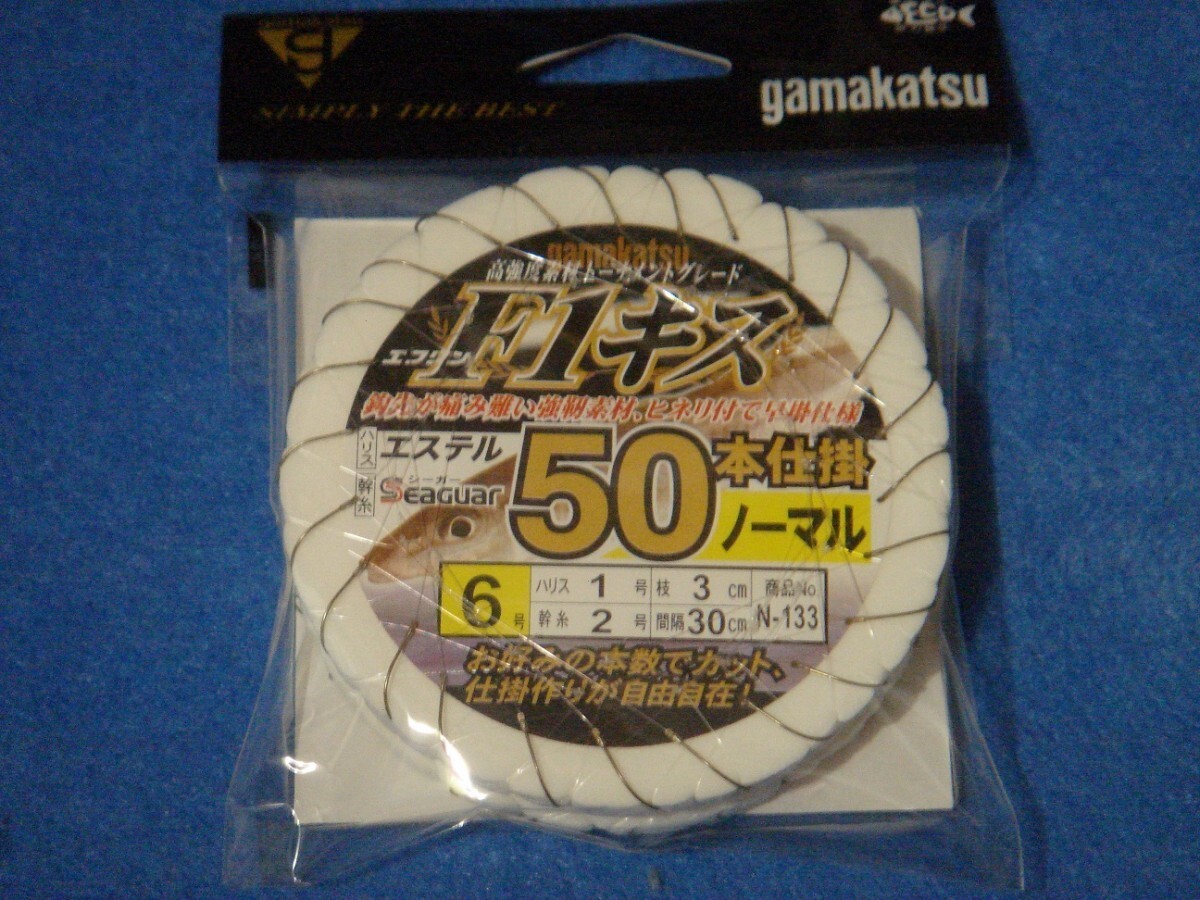 gamakatsu
SIMPLY THE BEST
gamakatsu
gamakatsu
高強度素材トーナメントグレード
エフワン
F1キス
鈎先が痛み難い強靭素材、ヒネリ付で早掛仕様
ハリス エステル
幹糸 シーガー
Seaguar
50本仕掛
ノーマル
6号
ハリス 1号 枝 3cm 商品No.
幹糸 2号 間隔 30cm N-133
お好みの本数でカット、
仕掛作りが自由自在!